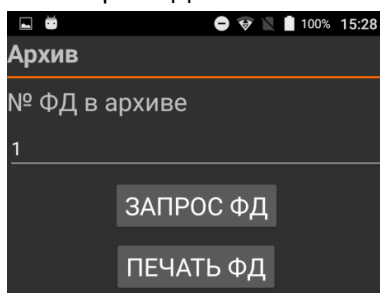 100% 15:28
Архив
№ ФД в архиве
1
ЗАПРОС ФД
ПЕЧАТЬ ФД